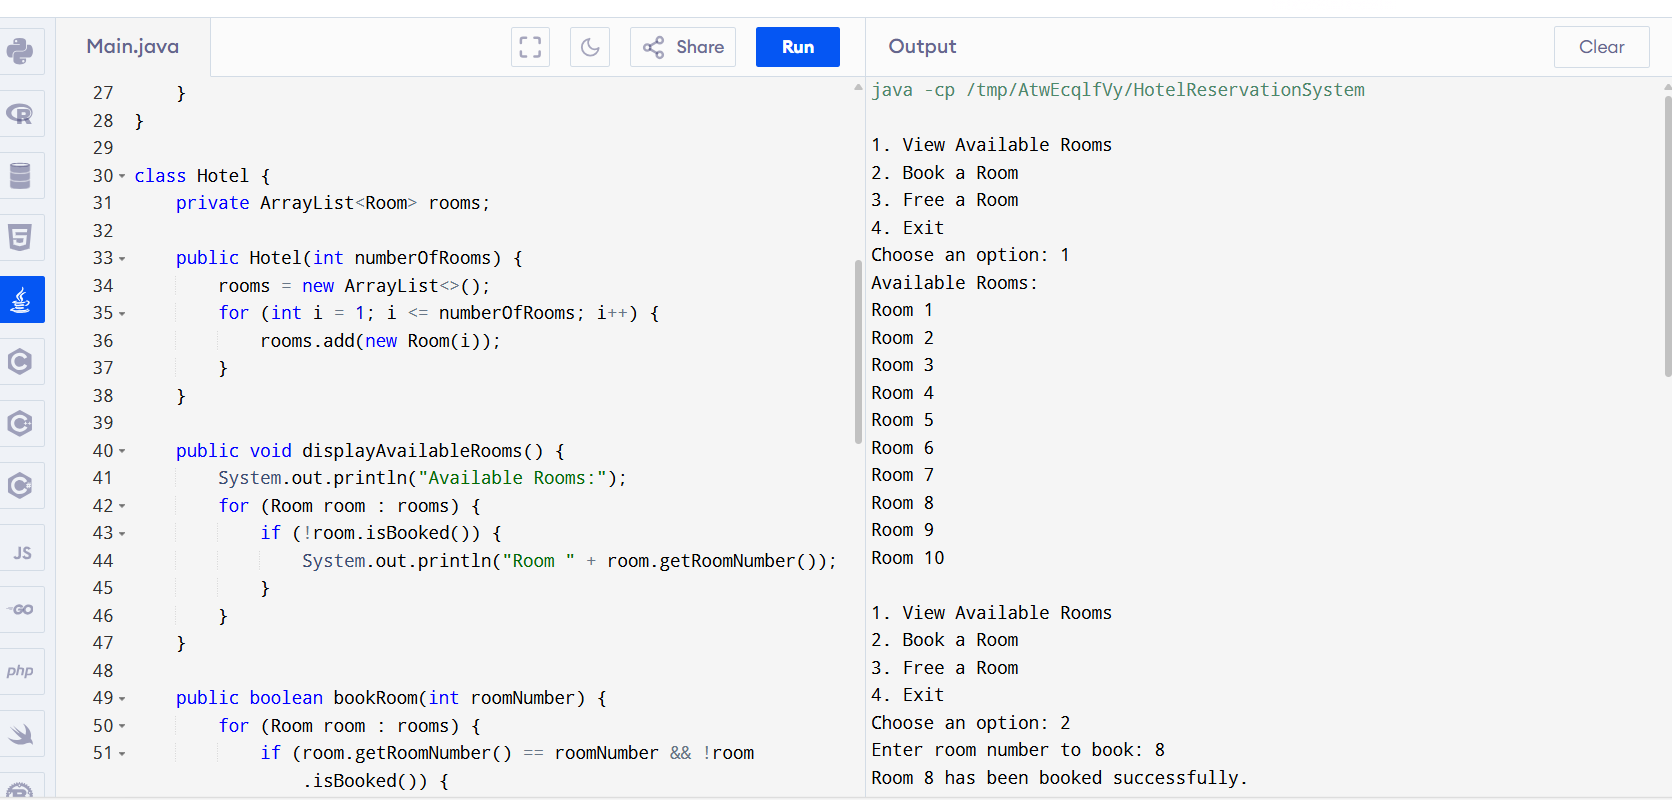 Main.java
Share
Run
27 }
28 }
29
30 class Hotel {
31 private ArrayList<Room> rooms;
32
33 public Hotel(int numberOfRooms) {
34 rooms = new ArrayList<>();
35 for (int i = 1; i <= numberOfRooms; i++) {
36 rooms.add(new Room(i));
37 }
38 }
39
40 public void displayAvailableRooms() {
41 System.out.println("Available Rooms:");
42 for (Room room : rooms) {
43 if (!room.isBooked()) {
44 System.out.println("Room " + room.getRoomNumber());
45 }
46 }
47 }
48
49 public boolean bookRoom(int roomNumber) {
50 for (Room room : rooms) {
51 if (room.getRoomNumber() == roomNumber && !room
.isBooked()) {
Output
Clear
java -cp /tmp/AtwEcqlfVy/HotelReservationSystem
1. View Available Rooms
2. Book a Room
3. Free a Room
4. Exit
Choose an option: 1
Available Rooms:
Room 1
Room 2
Room 3
Room 4
Room 5
Room 6
Room 7
Room 8
Room 9
Room 10
1. View Available Rooms
2. Book a Room
3. Free a Room
4. Exit
Choose an option: 2
Enter room number to book: 8
Room 8 has been booked successfully.
R
5
C
C
C
JS
GO
php